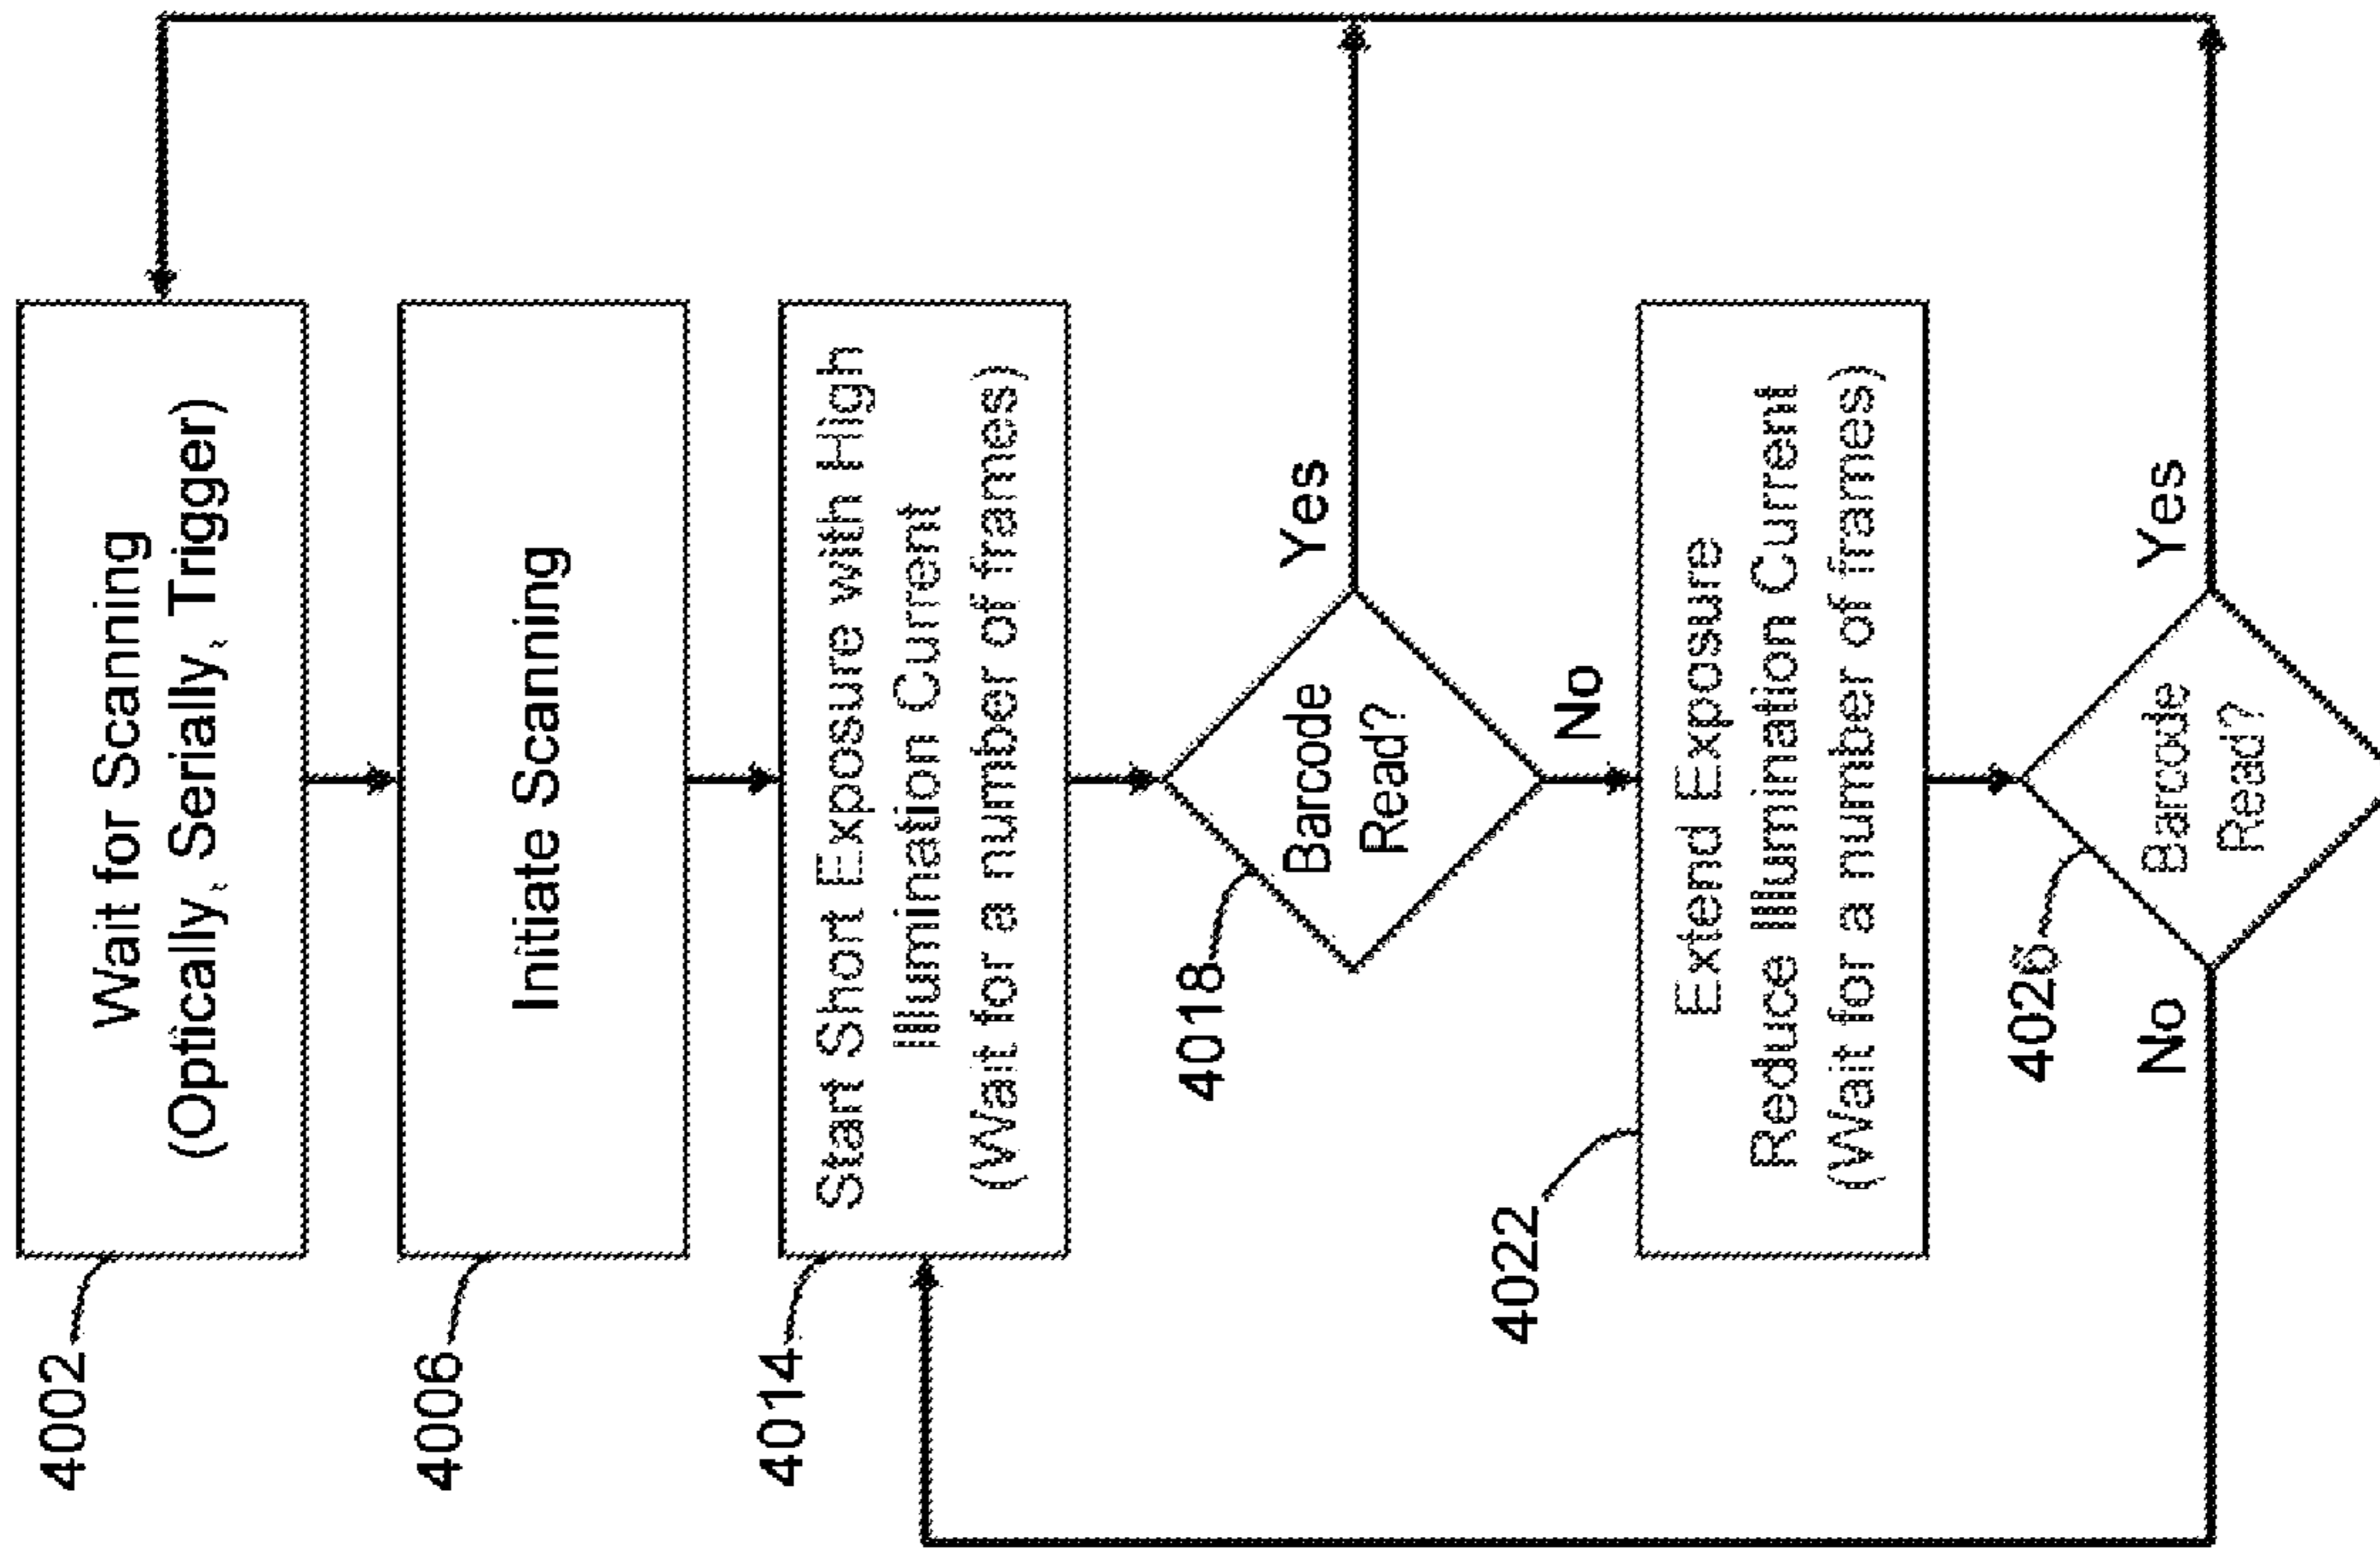 4002
Wait for Scanning
(Optically, Serially, Trigger)
4006
Initiate Scanning
4014
Start Short Exposure with High
Illumination Current
(Wait for a number of frames)
4018
Barcode
Read?
Yes
No
4022
Extend Exposure
Reduce Illumination Current
(Wait for a number of frames)
4026
Barcode
Read?
Yes
No